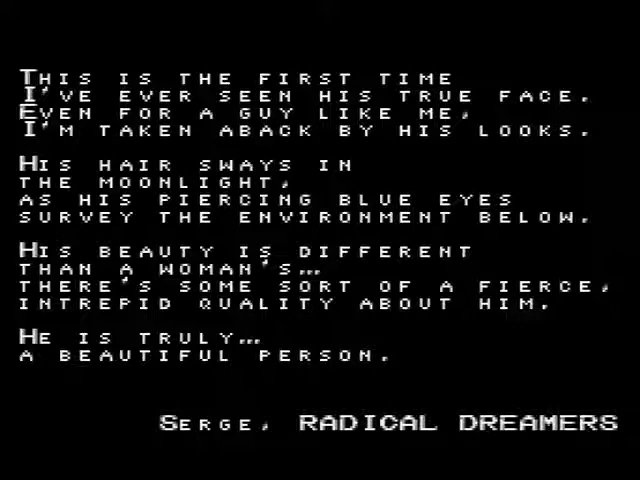 This is the first time
I've ever seen his true face.
Even for a guy like me,
I'm taken aback by his looks.
His hair sways in
the moonlight,
as his piercing blue eyes
survey the environment below.
His beauty is different
than a woman's…
There's some sort of a fierce,
intrepid quality about him.
He is truly…
a beautiful person.
Serge, RADICAL DREAMERS